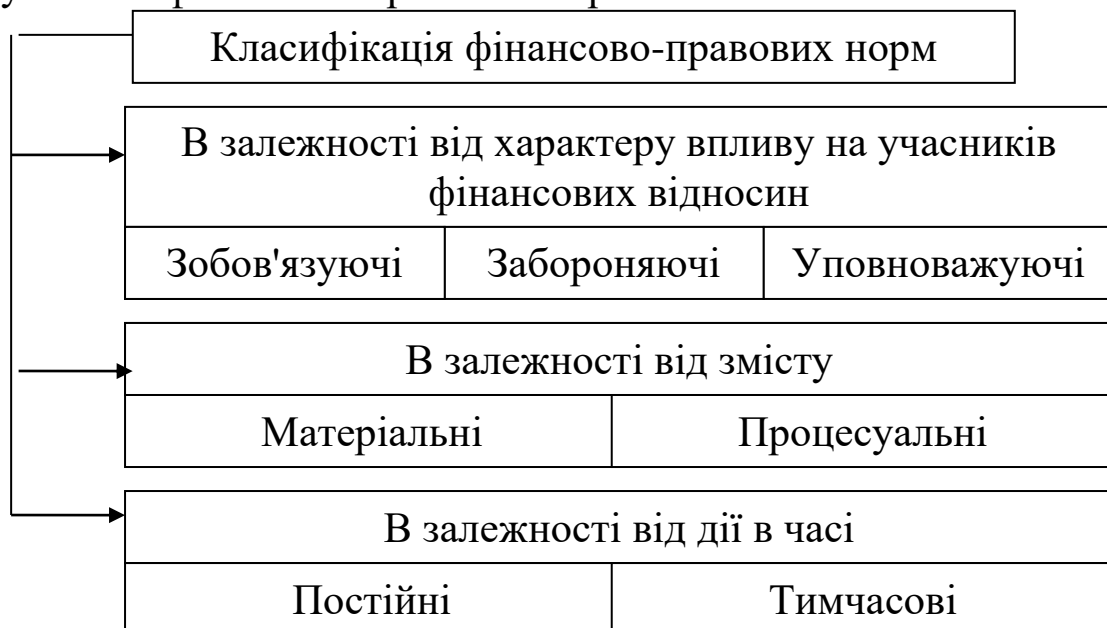 Класифікація фінансово-правових норм
В залежності від характеру впливу на учасників
фінансових відносин
Зобов'язуючі Забороняючі Уповноважуючі
В залежності від змісту
Матеріальні Процесуальні
В залежності від дії в часі
Постійні Тимчасові